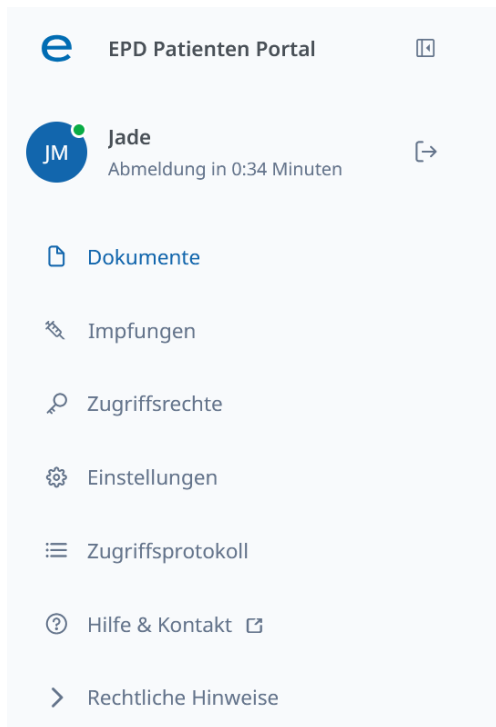 e EPD Patienten Portal
JM
Jade
Abmeldung in 0:34 Minuten
Dokumente
Impfungen
Zugriffsrechte
Einstellungen
Zugriffsprotokoll
Hilfe & Kontakt
Rechtliche Hinweise